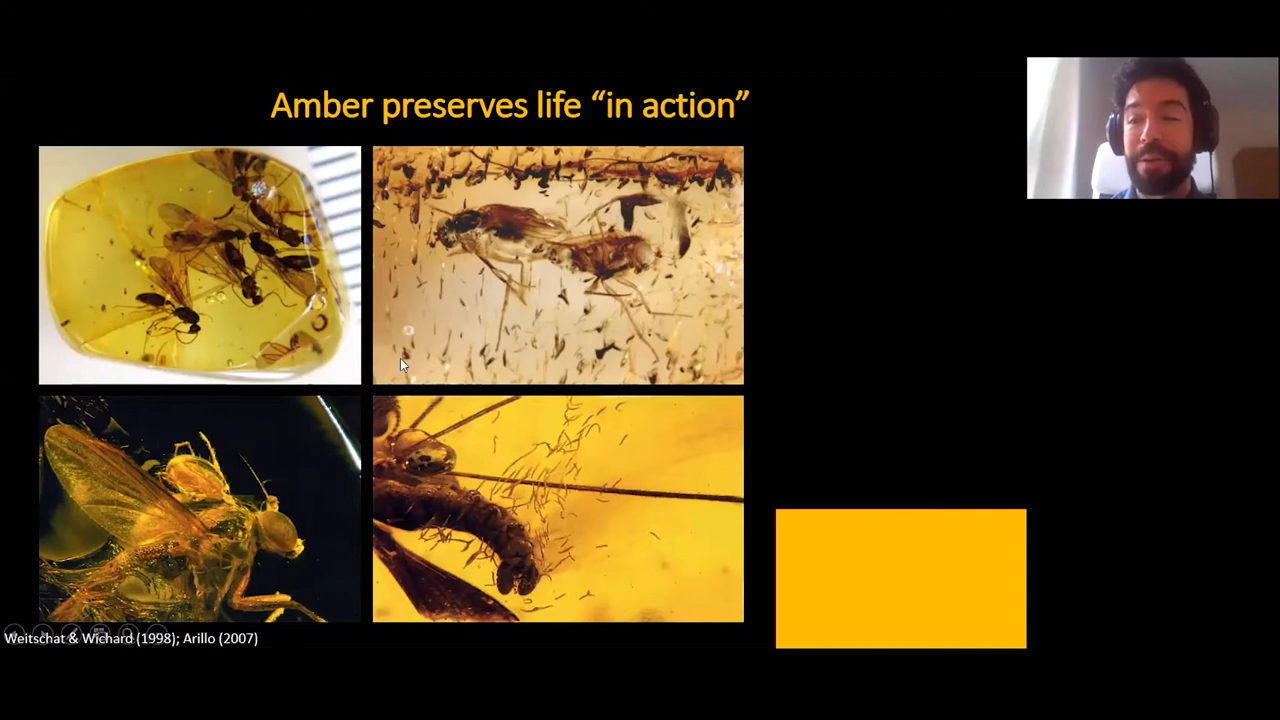 Amber preserves life “in action”
Weitschat & Wichard (1998); Arillo (2007)